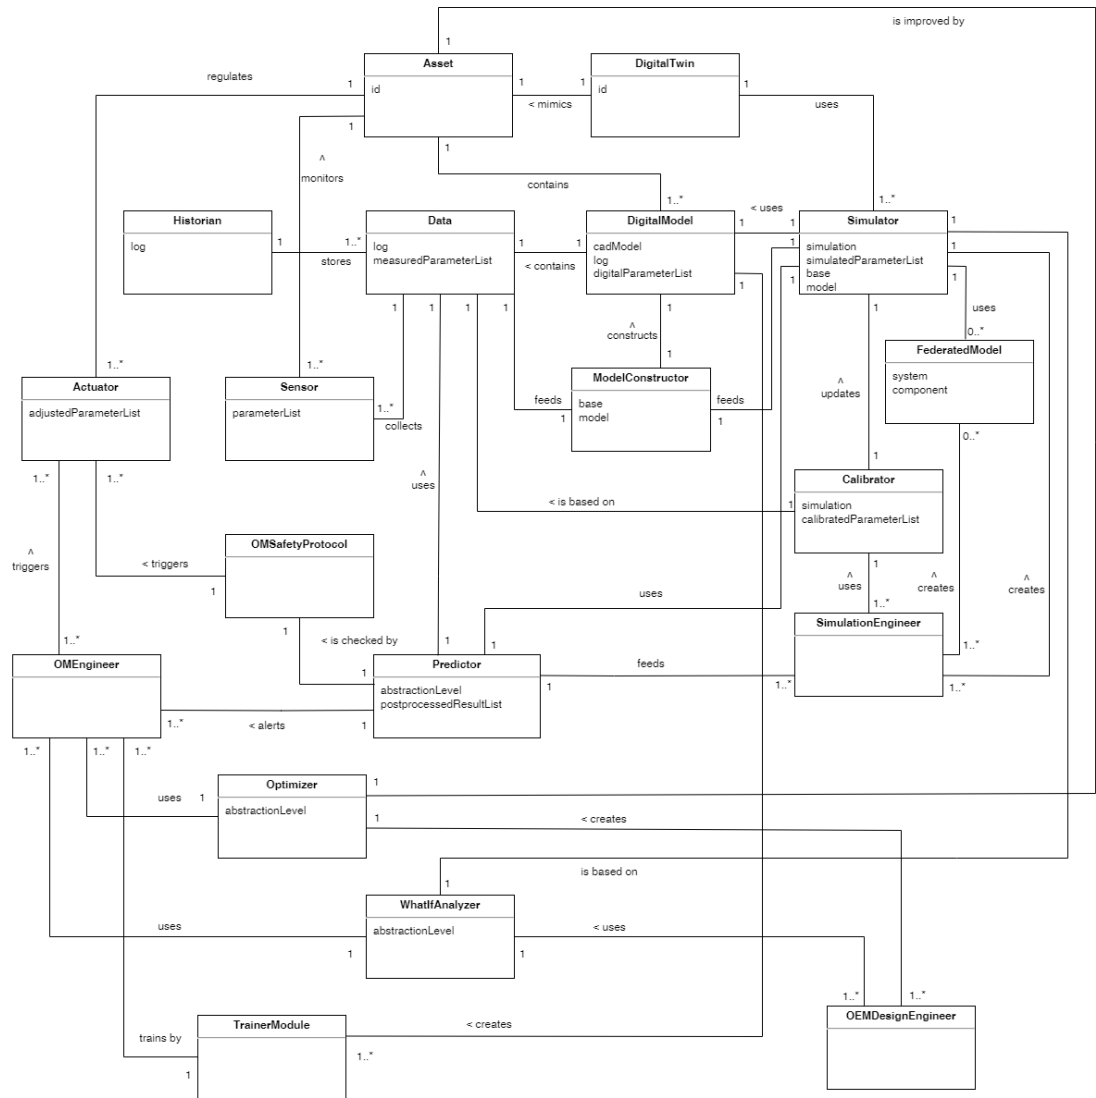 is improved by
1
Asset
id
DigitalTwin
id
regulates
1
1
< mimics
1
1
uses
1
^
monitors
1
contains
1..*
1..*
Historian
log
1
stores
1..*
Data
log
measuredParameterList
1
< contains
1
DigitalModel
cadModel
log
digitalParameterList
< uses
1
1
1
1
1
Simulator
simulation
simulatedParameterList
base
model
1
1
1
uses
0..*
1
1
1
1
1
^
constructs
1
1
FederatedModel
system
component
0..*
1..*
Actuator
adjustedParameterList
1..*
1..*
1..*
Sensor
parameterList
1..*
collects
ModelConstructor
base
model
feeds
1
feeds
1
^
updates
1
^
uses
Calibrator
simulation
calibratedParameterList
1
1
< is based on
^
triggers
< triggers
1
OMSafetyProtocol
1
< is checked by
1
^
uses
^
creates
^
creates
1..*
SimulationEngineer
1..*
1..*
1..*
uses
1
1
feeds
1
1..*
OMEngineer
1..*
< alerts
1
Predictor
abstractionLevel
postprocessedResultList
1..*
1..*
1..*
uses
1
Optimizer
abstractionLevel
1
1
< creates
is based on
1
WhatIfAnalyzer
abstractionLevel
uses
1
1
< uses
1..*
1..*
OEMDesignEngineer
trains by
1
TrainerModule
1..*
< creates